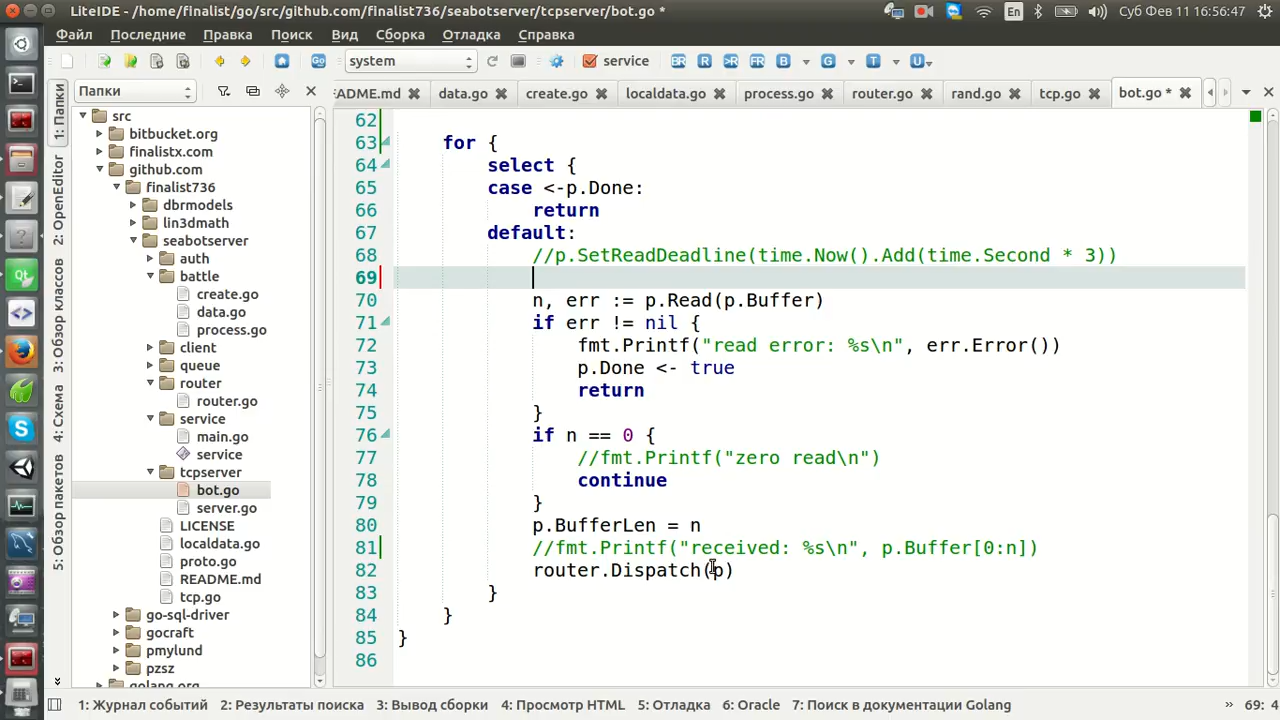 LiteIDE - /home/finalist/go/src/github.com/finalist736/seabotserver/tcpserver/bot.go *
En
Суб Фев 11 16:56:47
Файл Последние Правка Поиск Вид Сборка Отладка Справка
Go system service BR R >R FR B G T U
1: Папки
2: OpenEditor
3: Обзор классов
4: Схема
5: Обзор пакетов
Папки
src
bitbucket.org
finalistx.com
github.com
finalist736
dbrmodels
lin3dmath
seabotserver
auth
battle
create.go
data.go
process.go
client
queue
router
router.go
service
main.go
service
tcpserver
bot.go
server.go
LICENSE
localdata.go
proto.go
README.md
tcp.go
go-sql-driver
gocraft
pmylund
pzsz
golang.org
EADME.md data.go create.go localdata.go process.go router.go rand.go tcp.go bot.go *
62
63 for {
64 select {
65 case <-p.Done:
66 return
67 default:
68 //p.SetReadDeadline(time.Now().Add(time.Second * 3))
69
70 n, err := p.Read(p.Buffer)
71 if err != nil {
72 fmt.Printf("read error: %s\n", err.Error())
73 p.Done <- true
74 return
75 }
76 if n == 0 {
77 //fmt.Printf("zero read\n")
78 continue
79 }
80 p.BufferLen = n
81 //fmt.Printf("received: %s\n", p.Buffer[0:n])
82 router.Dispatch(p)
83 }
84 }
85 }
86
1: Журнал событий 2: Результаты поиска 3: Вывод сборки 4: Просмотр HTML 5: Отладка 6: Oracle 7: Поиск в документации Golang » 69: 4